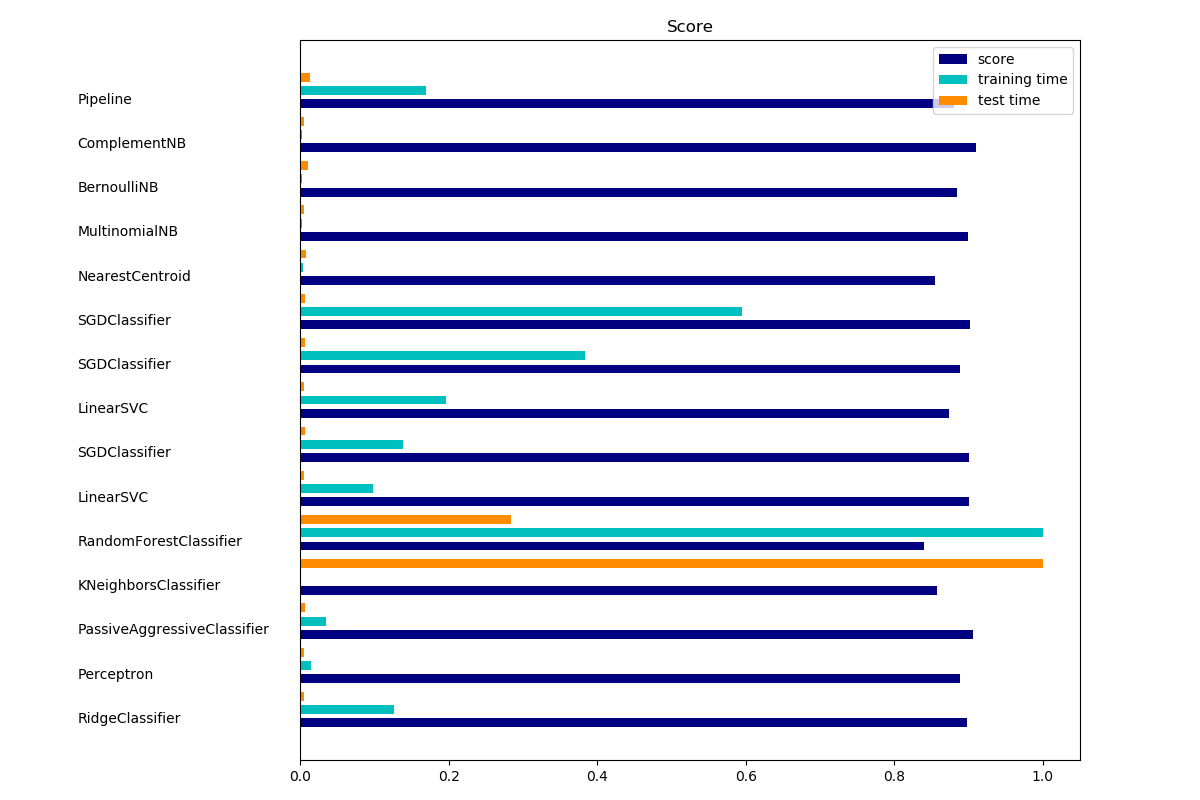 Score
score
training time
test time
Pipeline
ComplementNB
BernoulliNB
MultinomialNB
NearestCentroid
SGDClassifier
SGDClassifier
LinearSVC
SGDClassifier
LinearSVC
RandomForestClassifier
KNeighborsClassifier
PassiveAggressiveClassifier
Perceptron
RidgeClassifier
0.0 0.2 0.4 0.6 0.8 1.0